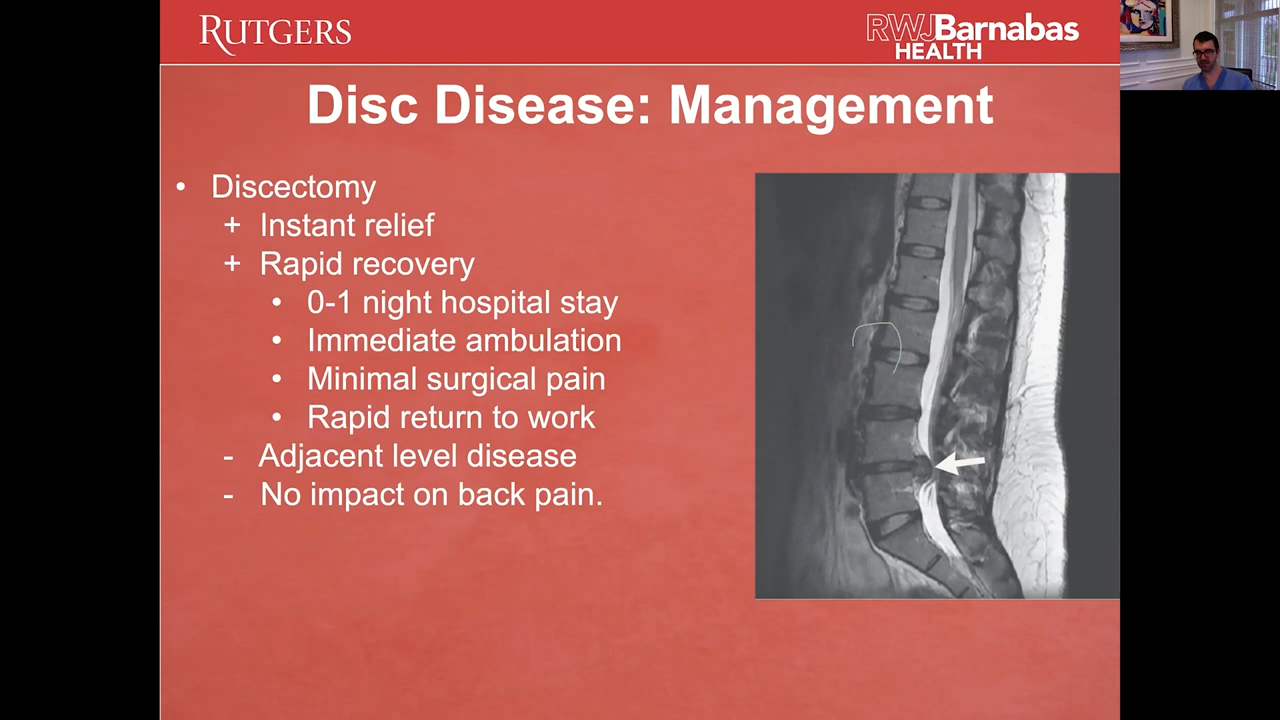 RUTGERS
RWJBarnabas
HEALTH
Disc Disease: Management
• Discectomy
+ Instant relief
+ Rapid recovery
• 0-1 night hospital stay
• Immediate ambulation
• Minimal surgical pain
• Rapid return to work
- Adjacent level disease
- No impact on back pain.